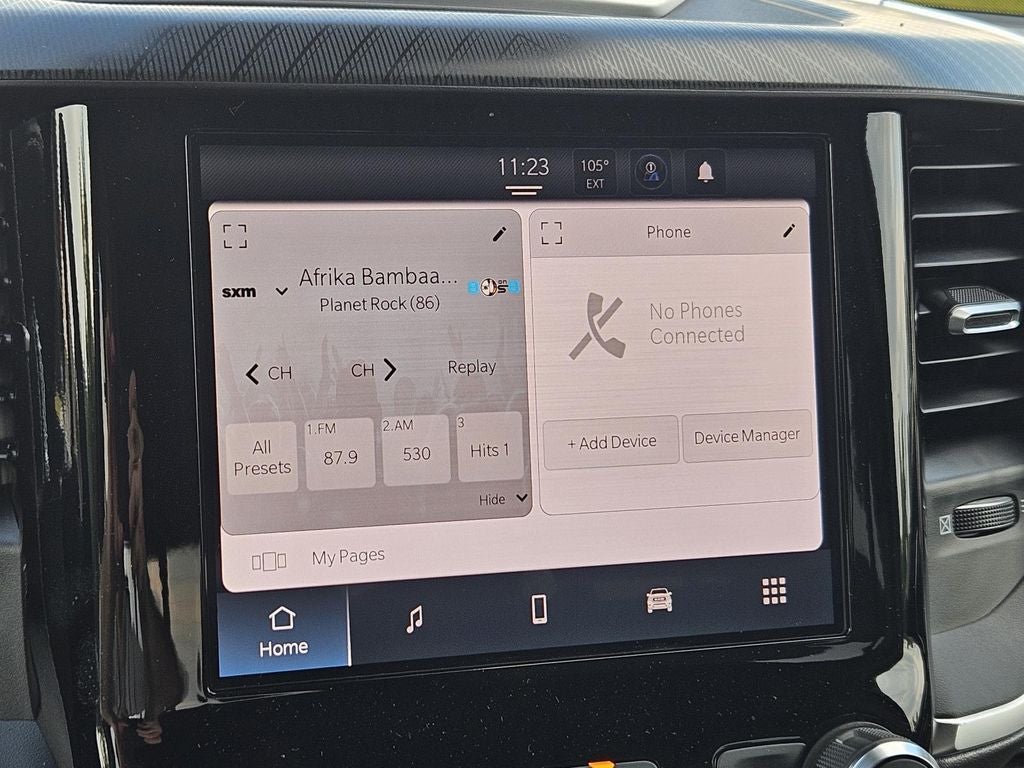 11:23
105°
EXT
Phone
sxm
Afrika Bambaa...
Planet Rock (86)
No Phones
Connected
CH
CH
Replay
All
Presets
1.FM
87.9
2.AM
530
3
Hits 1
+ Add Device
Device Manager
Hide
My Pages
Home